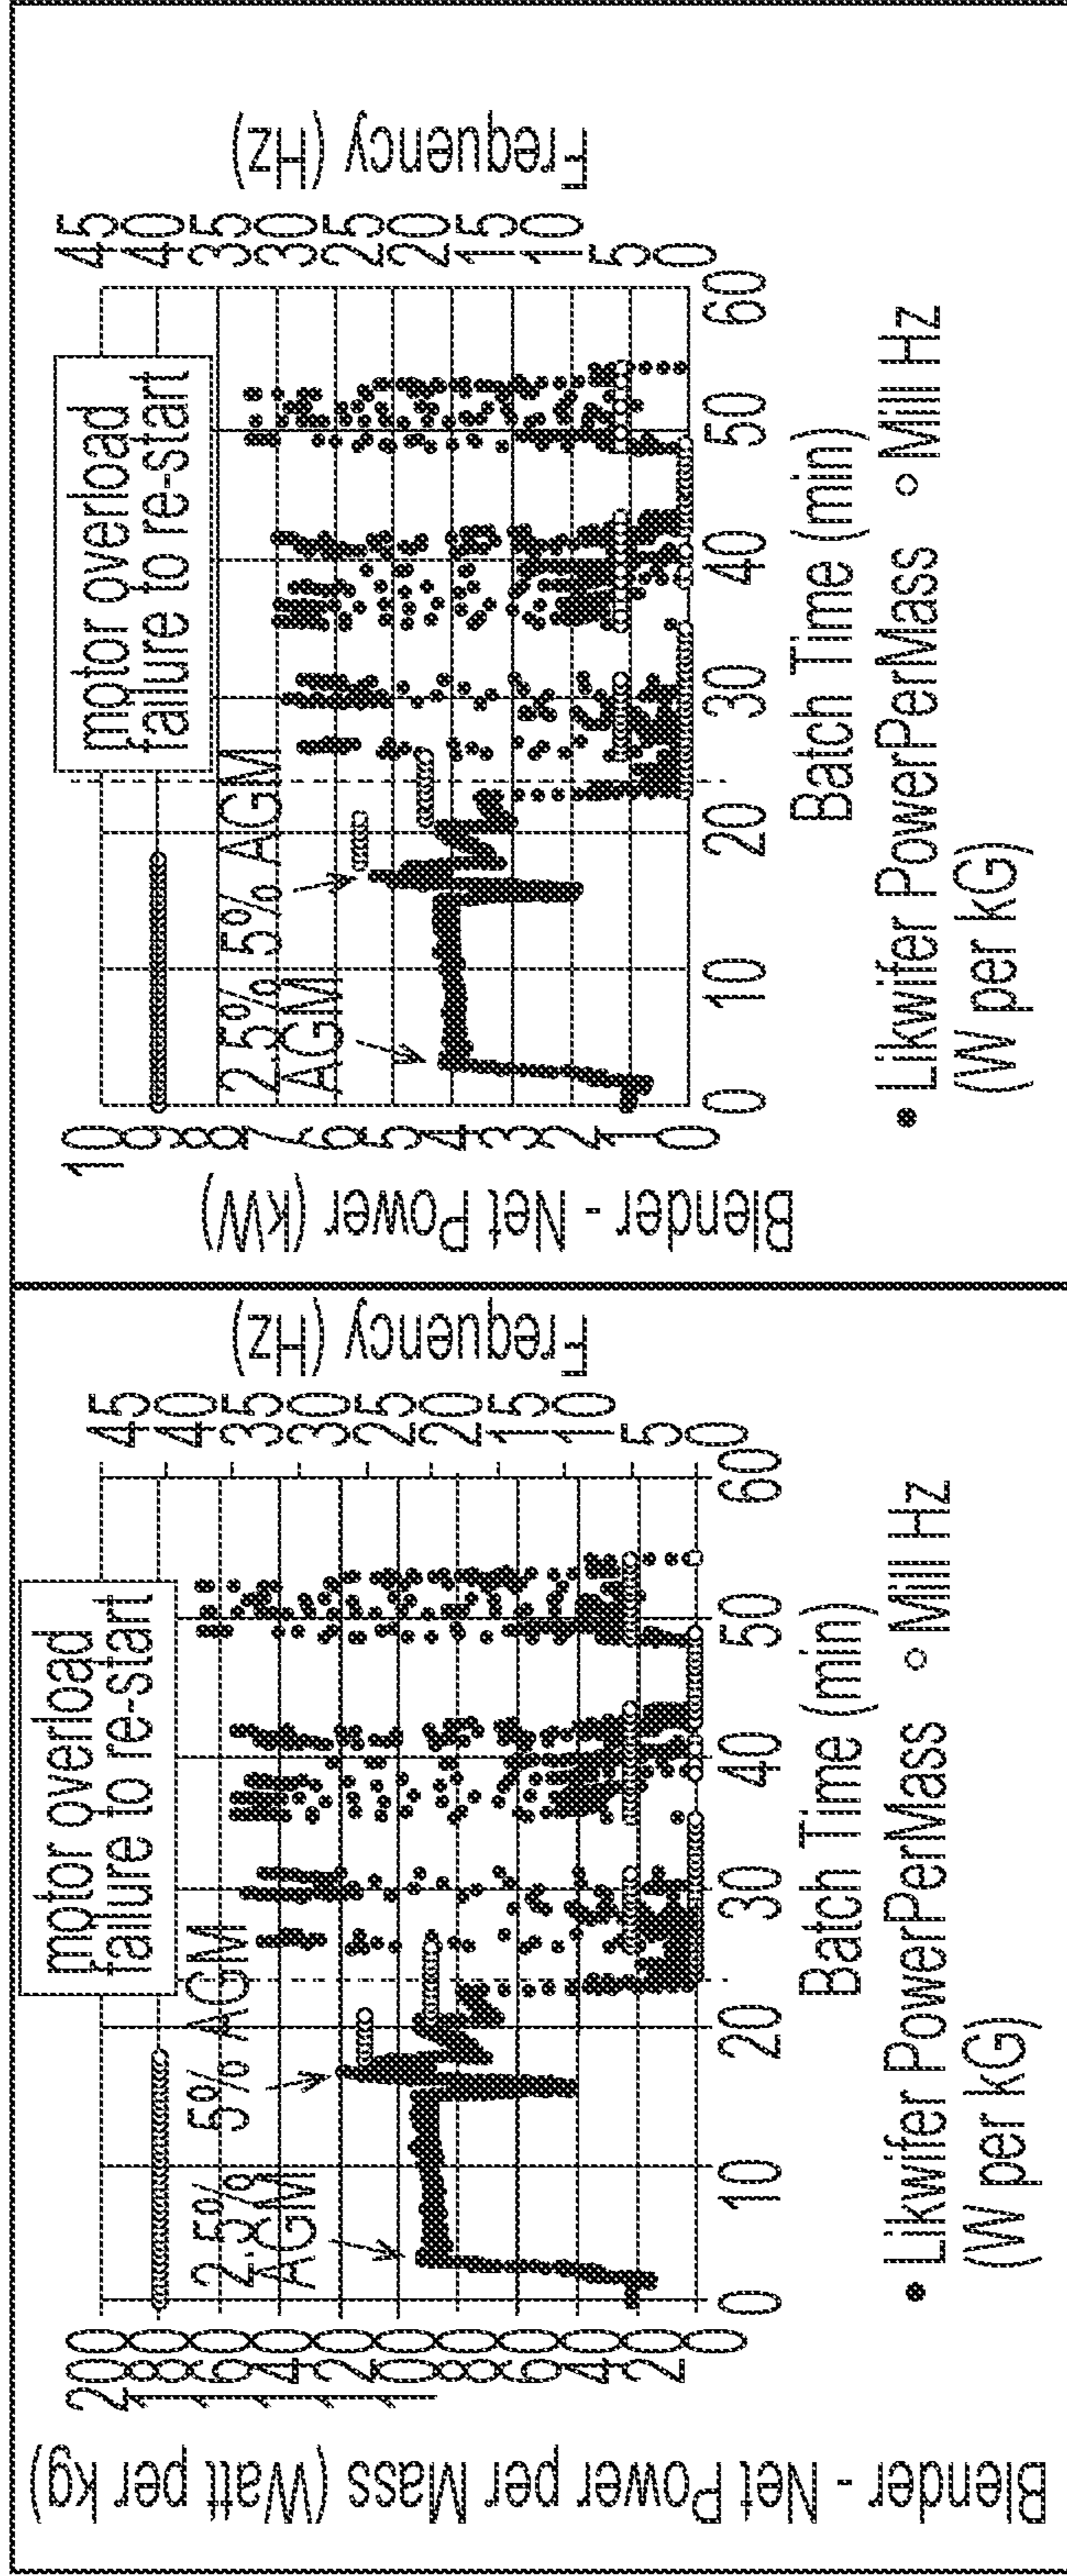 motor overload
failure to re-start
2.5%
AGM
5% AGM
Blender - Net Power per Mass (Watt per kg)
200
180
160
140
120
100
80
60
40
20
0
Frequency (Hz)
45
40
35
30
25
20
15
10
5
0
0 10 20 30 40 50 60
Batch Time (min)
Likwifer PowerPerMass
(W per kG)
Mill Hz
motor overload
failure to re-start
2.5% 5% AGM
AGM
Blender - Net Power (kW)
10
9
8
7
6
5
4
3
2
1
0
Frequency (Hz)
45
40
35
30
25
20
15
10
5
0
0 10 20 30 40 50 60
Batch Time (min)
Likwifer PowerPerMass
(W per kG)
Mill Hz